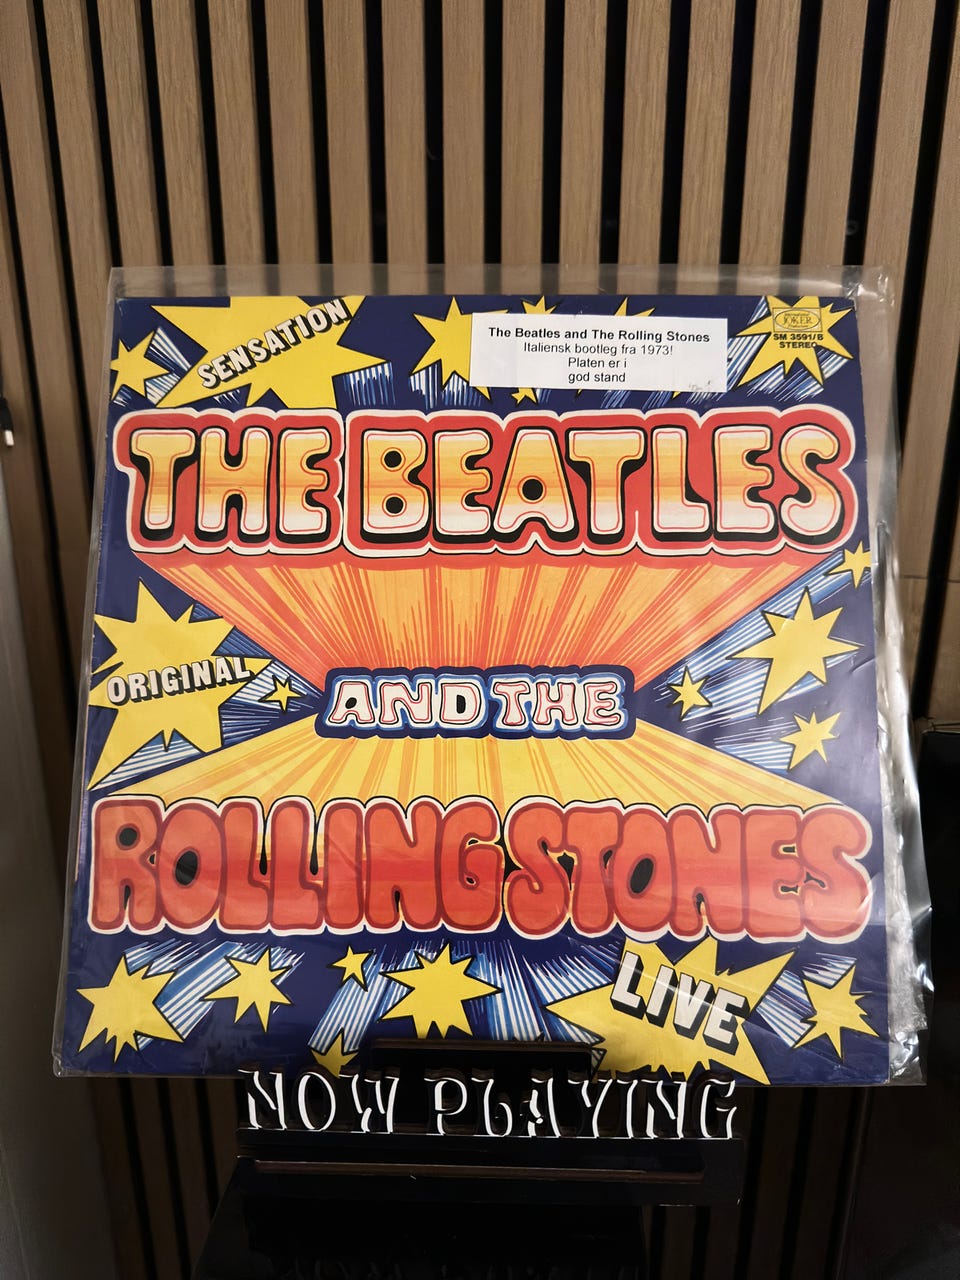 SENSATION
The Beatles and The Rolling Stones
Italiensk bootleg fra 1973!
Platen er i
god stand
JOKER
SM 3591/B
STEREO
THE BEATLES
ORIGINAL
AND THE
ROLLING STONES
LIVE
NOW PLAYING